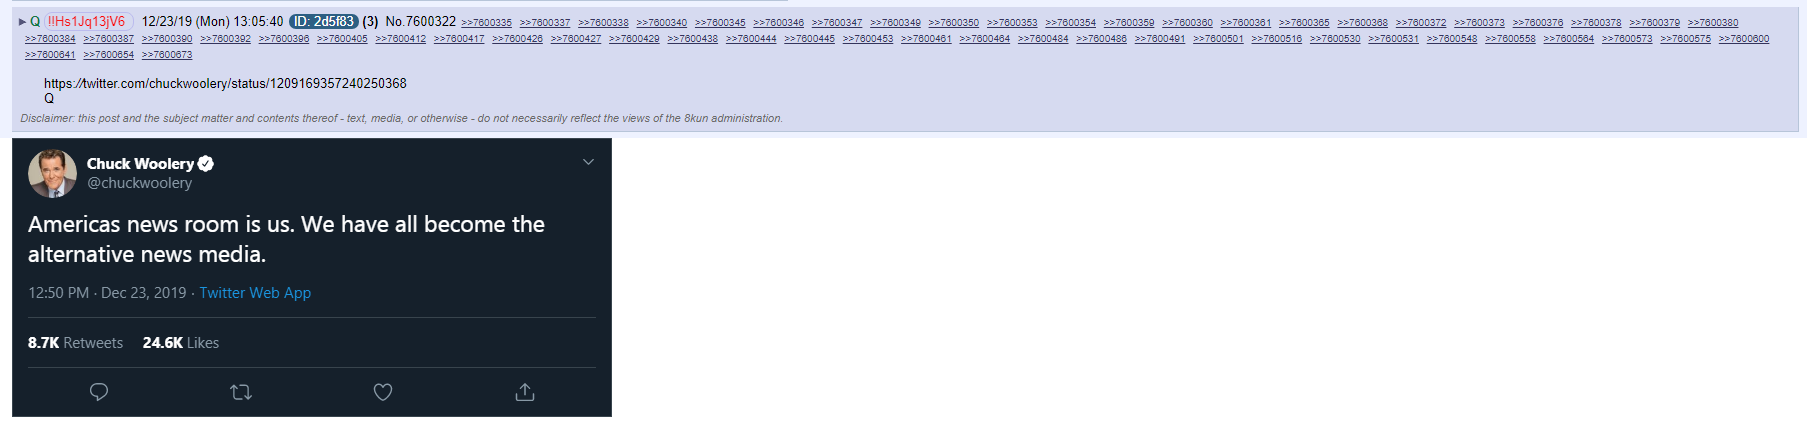 ▶ Q !!Hs1Jq13jV6 12/23/19 (Mon) 13:05:40 ID: 2d5f83 (3) No.7600322 >>7600335 >>7600337 >>7600338 >>7600340 >>7600345 >>7600346 >>7600347 >>7600349 >>7600350 >>7600353 >>7600354 >>7600359 >>7600360 >>7600361 >>7600365 >>7600368 >>7600372 >>7600373 >>7600376 >>7600378 >>7600379 >>7600380
>>7600384 >>7600387 >>7600390 >>7600392 >>7600396 >>7600405 >>7600412 >>7600417 >>7600426 >>7600427 >>7600429 >>7600438 >>7600444 >>7600445 >>7600453 >>7600461 >>7600464 >>7600484 >>7600486 >>7600491 >>7600501 >>7600516 >>7600530 >>7600531 >>7600548 >>7600558 >>7600564 >>7600573 >>7600575 >>7600600
>>7600641 >>7600654 >>7600673
https://twitter.com/chuckwoolery/status/1209169357240250368
Q
Disclaimer: this post and the subject matter and contents thereof - text, media, or otherwise - do not necessarily reflect the views of the 8kun administration.
Chuck Woolery
@chuckwoolery
Americas news room is us. We have all become the
alternative news media.
12:50 PM · Dec 23, 2019 · Twitter Web App
8.7K Retweets 24.6K Likes